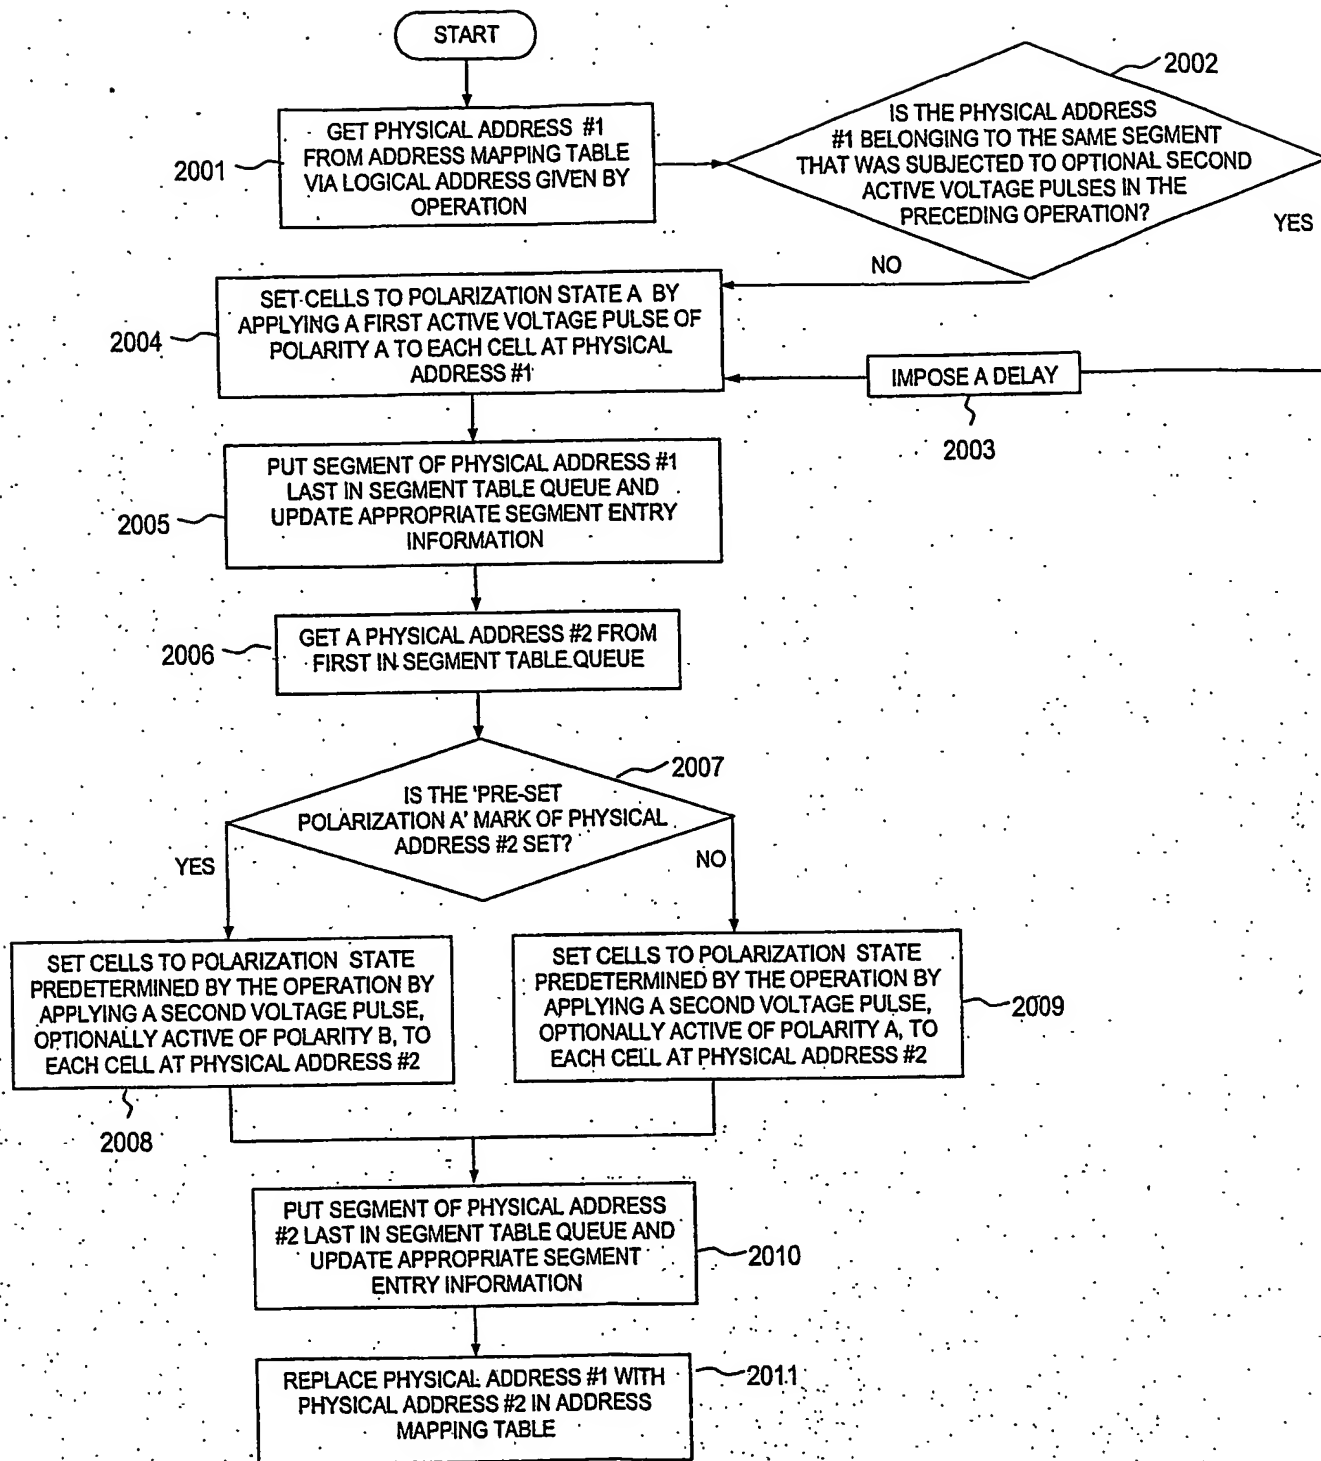 START
2001
GET PHYSICAL ADDRESS #1
FROM ADDRESS MAPPING TABLE
VIA LOGICAL ADDRESS GIVEN BY
OPERATION
2002
IS THE PHYSICAL ADDRESS
#1 BELONGING TO THE SAME SEGMENT
THAT WAS SUBJECTED TO OPTIONAL SECOND
ACTIVE VOLTAGE PULSES IN THE
PRECEDING OPERATION?
YES
NO
2004
SET CELLS TO POLARIZATION STATE A BY
APPLYING A FIRST ACTIVE VOLTAGE PULSE OF
POLARITY A TO EACH CELL AT PHYSICAL
ADDRESS #1
IMPOSE A DELAY
2003
2005
PUT SEGMENT OF PHYSICAL ADDRESS #1
LAST IN SEGMENT TABLE QUEUE AND
UPDATE APPROPRIATE SEGMENT ENTRY
INFORMATION
2006
GET A PHYSICAL ADDRESS #2 FROM
FIRST IN SEGMENT TABLE QUEUE
2007
IS THE 'PRE-SET
POLARIZATION A' MARK OF PHYSICAL
ADDRESS #2 SET?
YES
NO
SET CELLS TO POLARIZATION STATE
PREDETERMINED BY THE OPERATION BY
APPLYING A SECOND VOLTAGE PULSE,
OPTIONALLY ACTIVE OF POLARITY B, TO
EACH CELL AT PHYSICAL ADDRESS #2
2008
SET CELLS TO POLARIZATION STATE
PREDETERMINED BY THE OPERATION BY
APPLYING A SECOND VOLTAGE PULSE,
OPTIONALLY ACTIVE OF POLARITY A, TO
EACH CELL AT PHYSICAL ADDRESS #2
2009
PUT SEGMENT OF PHYSICAL ADDRESS
#2 LAST IN SEGMENT TABLE QUEUE AND
UPDATE APPROPRIATE SEGMENT
ENTRY INFORMATION
2010
REPLACE PHYSICAL ADDRESS #1 WITH
PHYSICAL ADDRESS #2 IN ADDRESS
MAPPING TABLE
2011